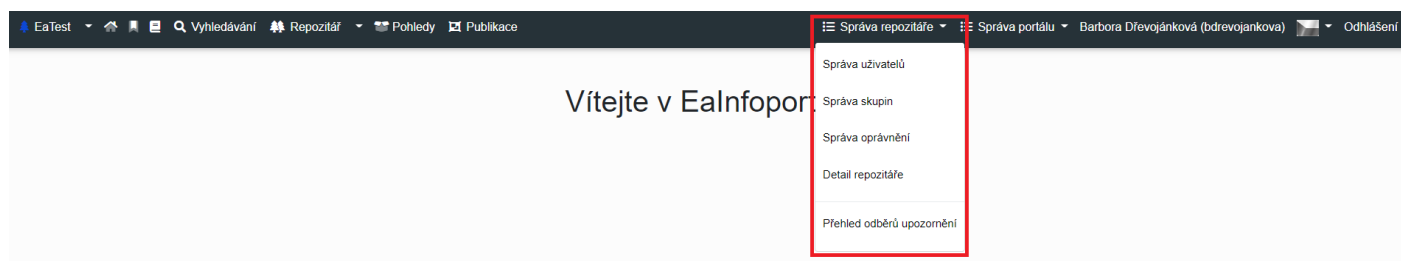 EaTest Vyhledávání Repozitář Pohledy Publikace Správa repozitáře Správa portálu Barbora Dřevojánková (bdrevojankova) Odhlášení
Správa uživatelů
Vítejte v EaInfoport
Správa skupin
Správa oprávnění
Detail repozitáře
Přehled odběrů upozornění